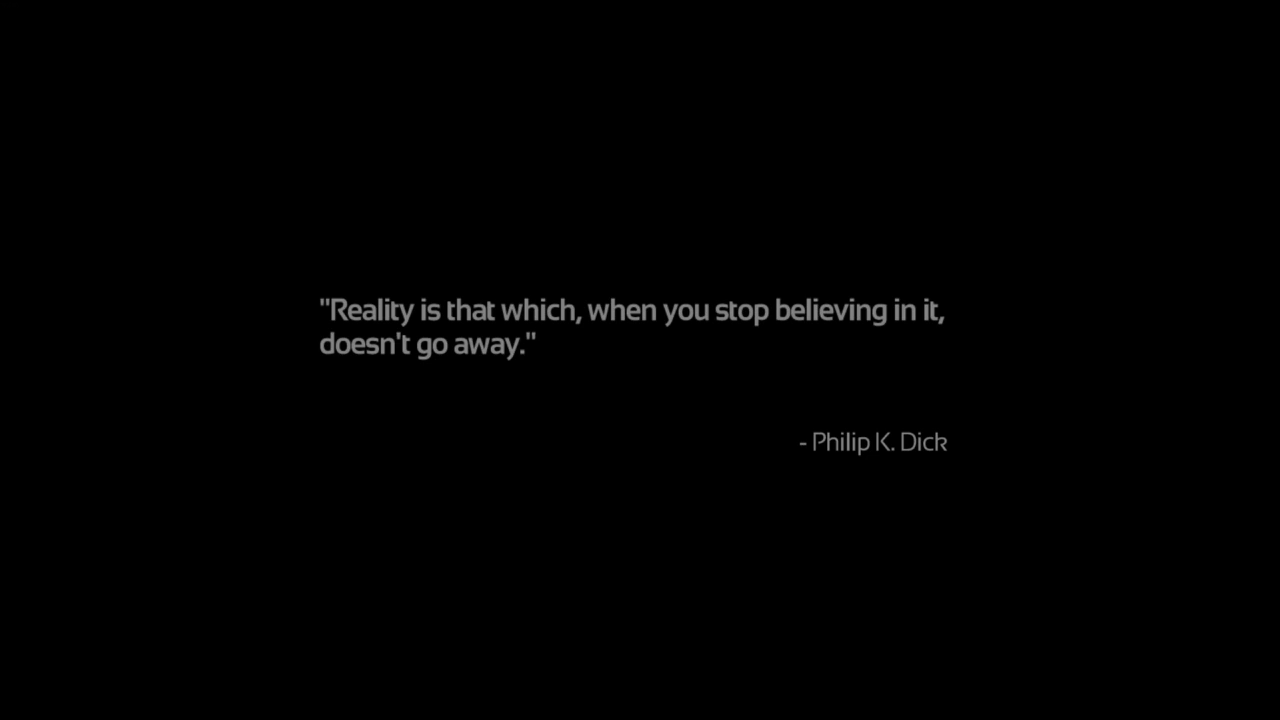 "Reality is that which, when you stop believing in it,
doesn't go away."
- Philip K. Dick